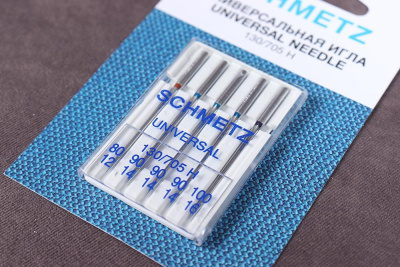 SCHMETZ
УНИВЕРСАЛЬНАЯ ИГЛА
UNIVERSAL NEEDLE
130/705 H
SCHMETZ
UNIVERSAL
130/705 H
80 90 90 90 100
12 14 14 14 16